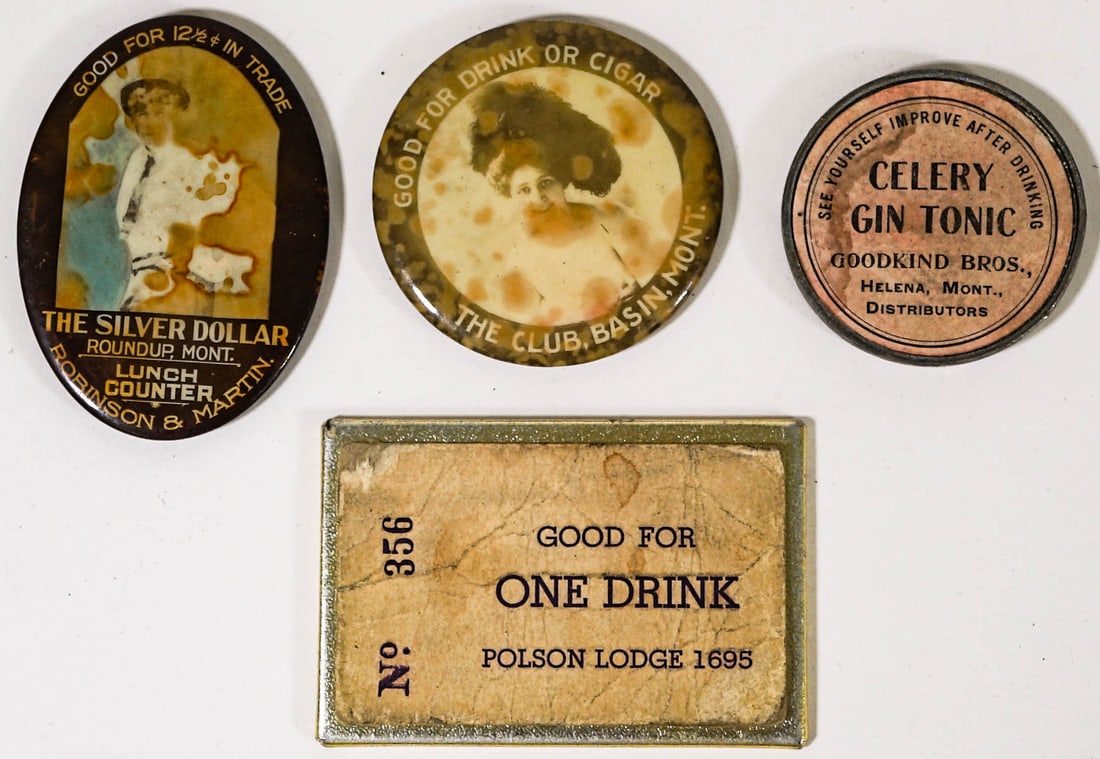 GOOD FOR 12½¢ IN TRADE
THE SILVER DOLLAR
ROUNDUP, MONT.
LUNCH
COUNTER
ROBINSON & MARTIN.
GOOD FOR DRINK OR CIGAR
THE CLUB, BASIN, MONT.
SEE YOURSELF IMPROVE AFTER DRINKING
CELERY
GIN TONIC
GOODKIND BROS.,
HELENA, MONT.,
DISTRIBUTORS
No. 356
GOOD FOR
ONE DRINK
POLSON LODGE 1695